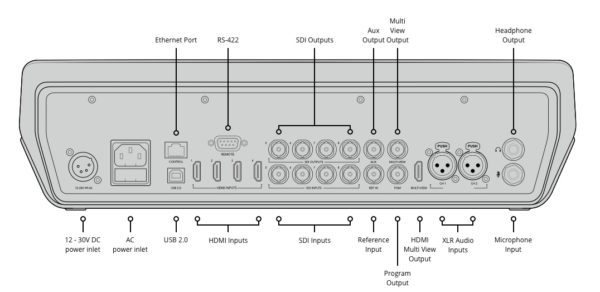 Multi
Aux View
Output Output
Headphone
Output
Ethernet Port
RS-422
SDI Outputs
PUSH
PUSH
CONTROL
REMOTE
SDI OUTPUTS
AUX
MULTI-VIEW
12-30V IN
USB 2.0
HDMI INPUTS
SDI INPUTS
REF IN
PGM
MULTI-VIEW
CH 1
CH 2
12 - 30V DC
power inlet
AC
power inlet
USB 2.0
HDMI Inputs
SDI Inputs
Reference
Input
HDMI
Multi View
Output
XLR Audio
Inputs
Microphone
Input
Program
Output